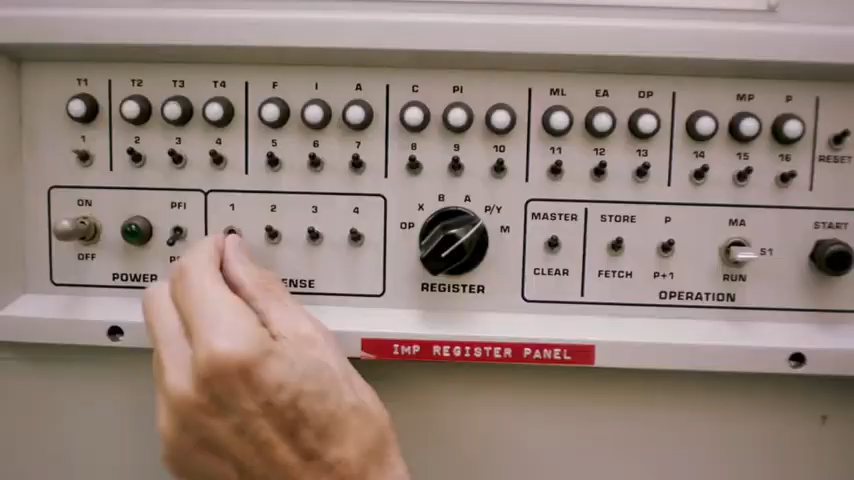 T1 T2 T3 T4 F I A C PI ML EA DP MP P
1 2 3 4 5 6 7 8 9 10 11 12 13 14 15 16 RESET
ON PFI 1 2 3 4 X B A P/Y MASTER STORE P MA START
OP M S1
OFF CLEAR FETCH P+1 RUN
POWER REGISTER OPERATION
IMP REGISTER PANEL